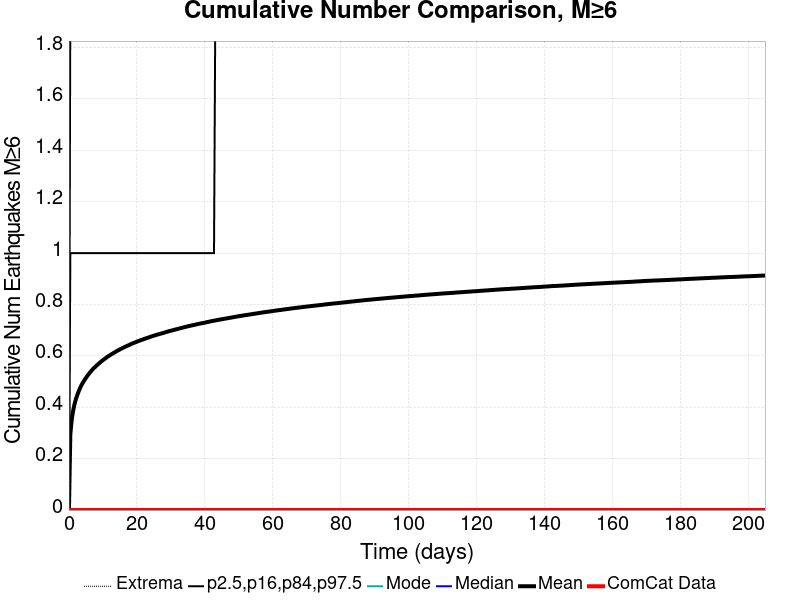 Cumulative Number Comparison, M≥6
Cumulative Num Earthquakes M≥6
1.8
1.6
1.4
1.2
1
0.8
0.6
0.4
0.2
0
0 20 40 60 80 100 120 140 160 180 200
Time (days)
Extrema p2.5,p16,p84,p97.5 Mode Median Mean ComCat Data